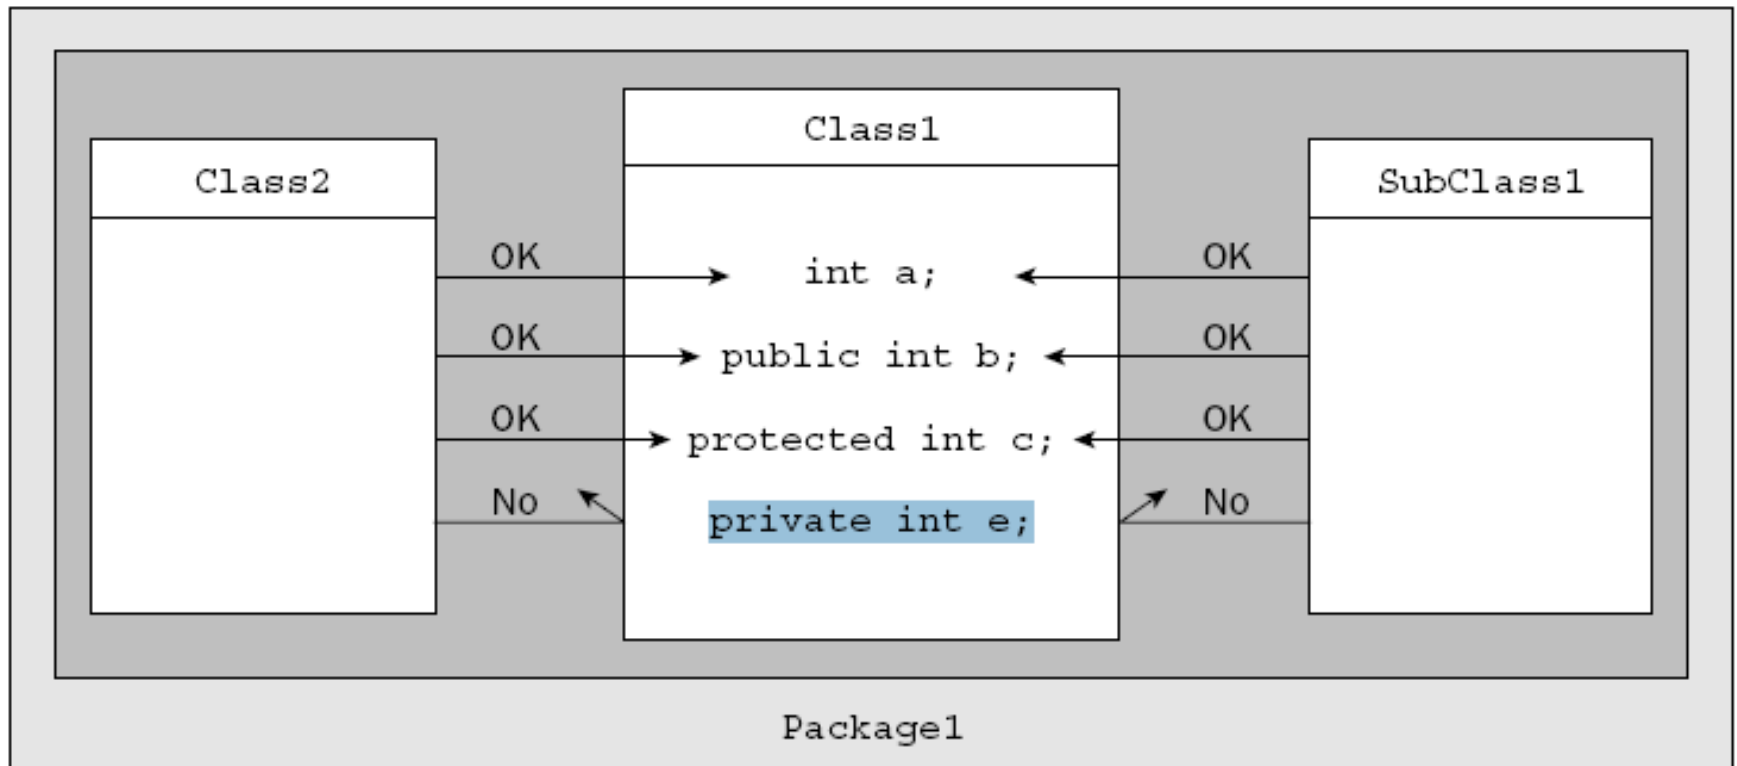 Class1
Class2
SubClass1
OK
int a;
OK
OK
public int b;
OK
OK
protected int c;
OK
No
private int e;
No
Package1